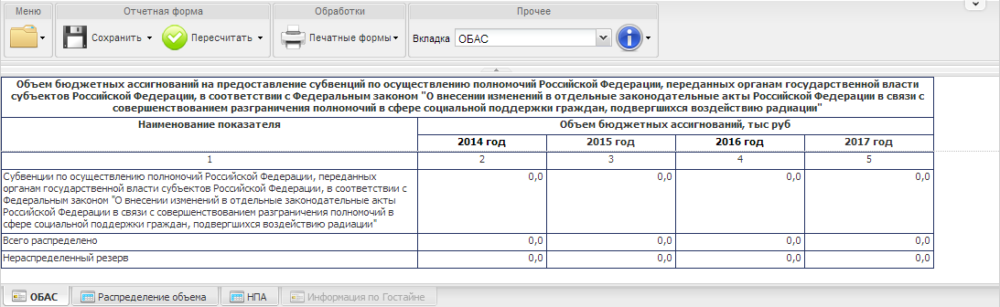 Меню
Отчетная форма
Обработки
Прочее
Сохранить
Пересчитать
Печатные формы
Вкладка
ОБАС
Объем бюджетных ассигнований на предоставление субвенций по осуществлению полномочий Российской Федерации, переданных органам государственной власти
субъектов Российской Федерации, в соответствии с Федеральным законом "О внесении изменений в отдельные законодательные акты Российской Федерации в связи с
совершенствованием разграничения полномочий в сфере социальной поддержки граждан, подвергшихся воздействию радиации"
Наименование показателя
Объем бюджетных ассигнований, тыс руб
2014 год
2015 год
2016 год
2017 год
1
2
3
4
5
Субвенции по осуществлению полномочий Российской Федерации, переданных
органам государственной власти субъектов Российской Федерации, в соответствии с
Федеральным законом "О внесении изменений в отдельные законодательные акты
Российской Федерации в связи с совершенствованием разграничения полномочий в
сфере социальной поддержки граждан, подвергшихся воздействию радиации"
0,0
0,0
0,0
0,0
Всего распределено
0,0
0,0
0,0
0,0
Нераспределенный резерв
0,0
0,0
0,0
0,0
ОБАС
Распределение объема
НПА
Информация по Гостайне